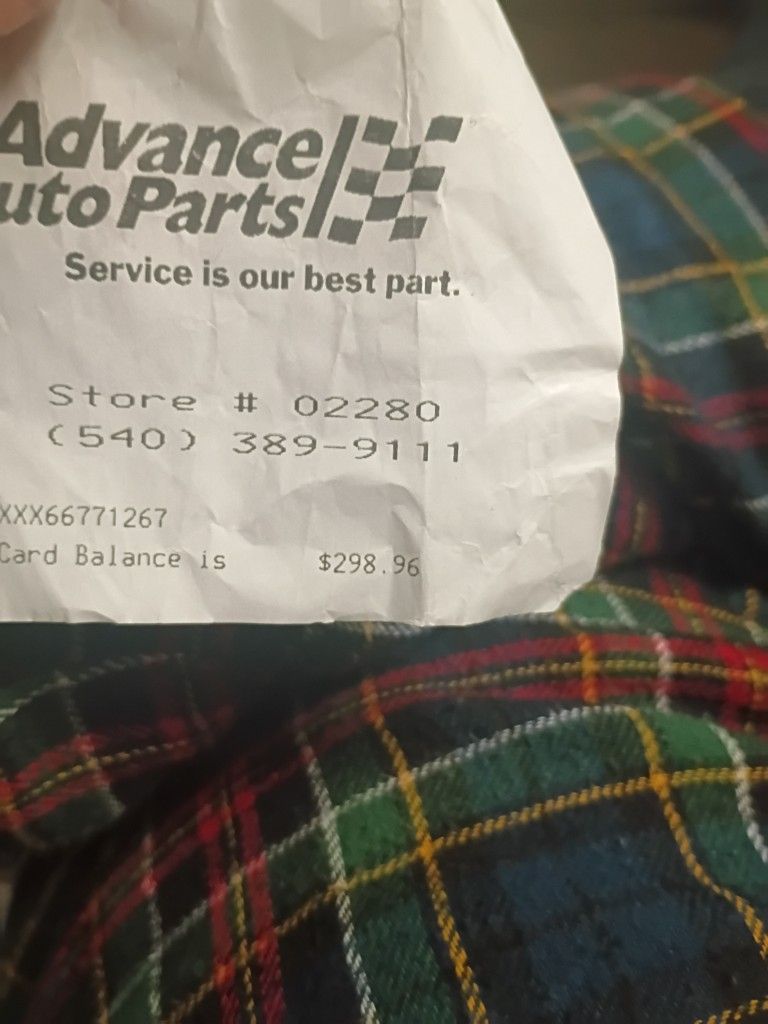 Advance
uto Parts
Service is our best part.
Store # 02280
(540) 389-9111
XXX66771267
Card Balance is $298.96